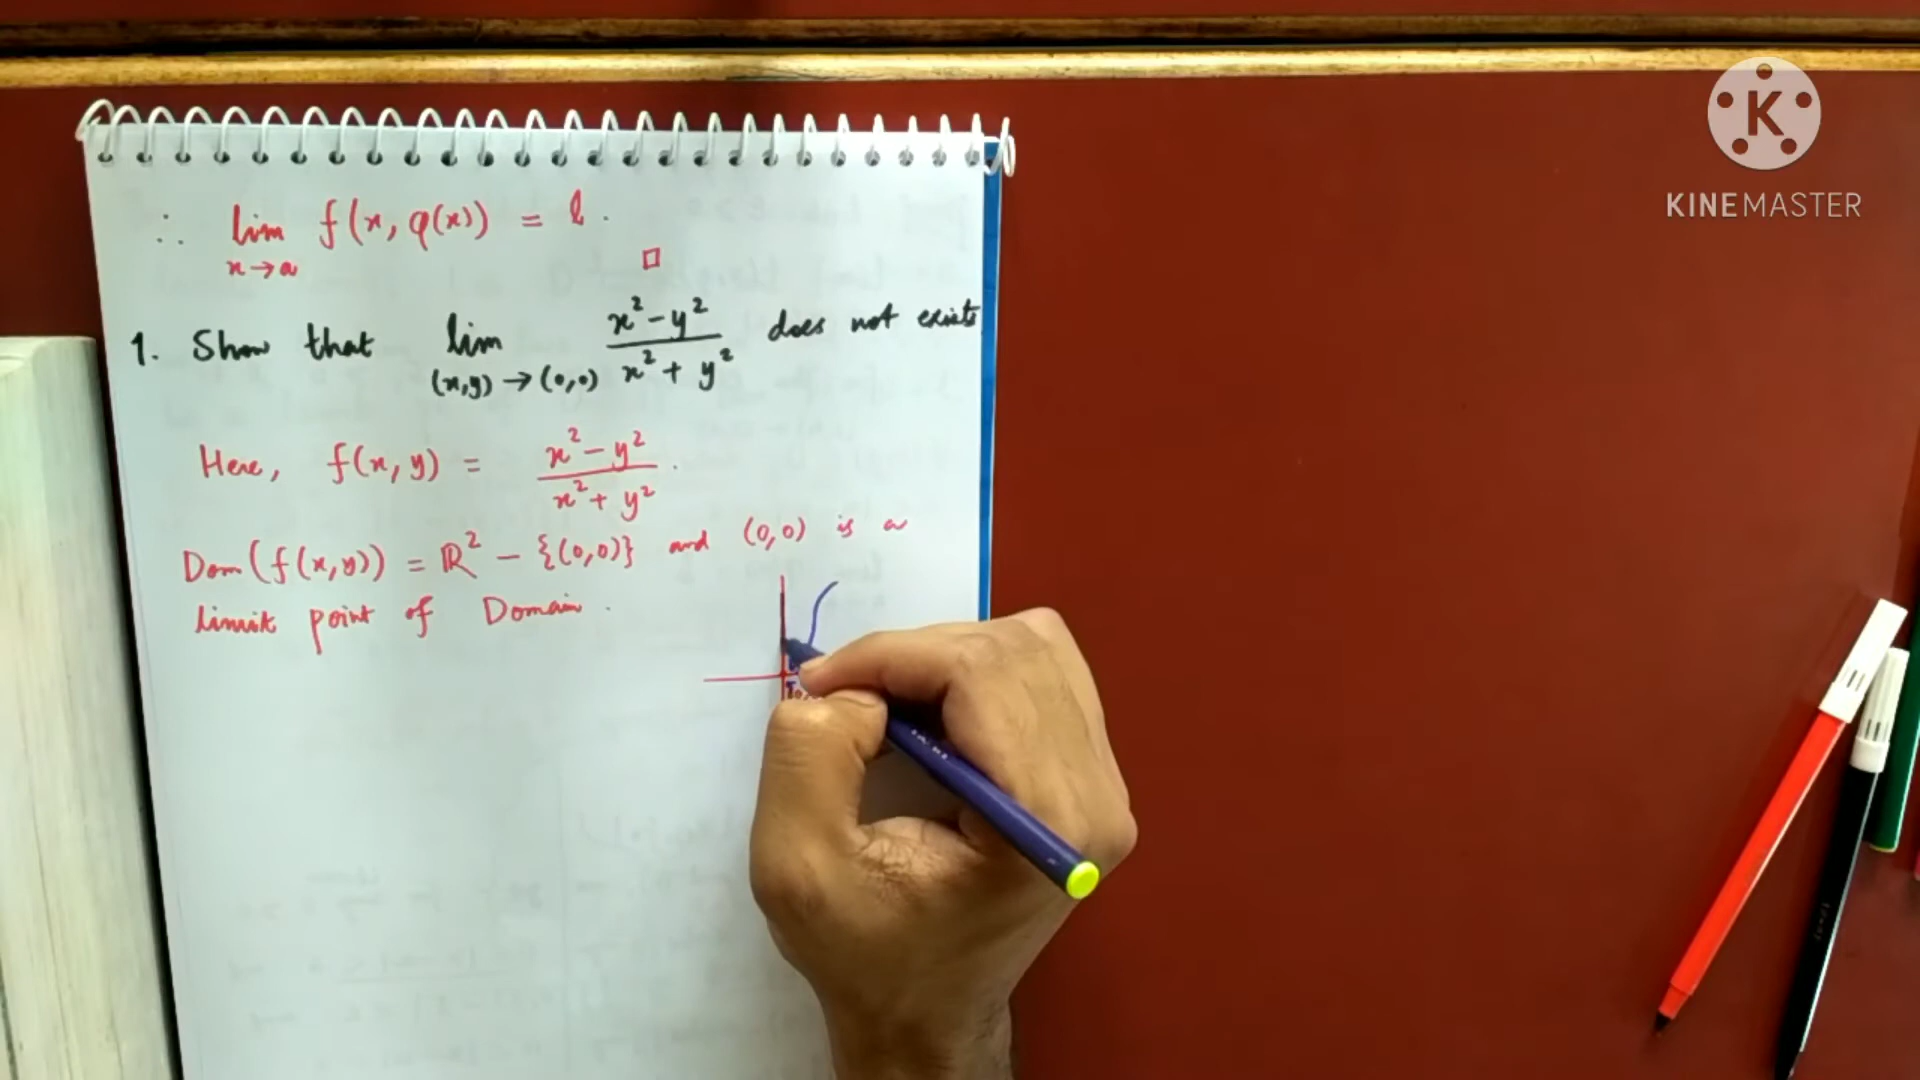 ∴ lim f(x, φ(x)) = l.
x→a
□
1. Show that lim (x,y)→(0,0) x²-y² / x²+y² does not exists
Here, f(x,y) = x²-y² / x²+y².
Dom(f(x,y)) = ℝ² - {(0,0)} and (0,0) is a
limit point of Domain.
K
KINEMASTER